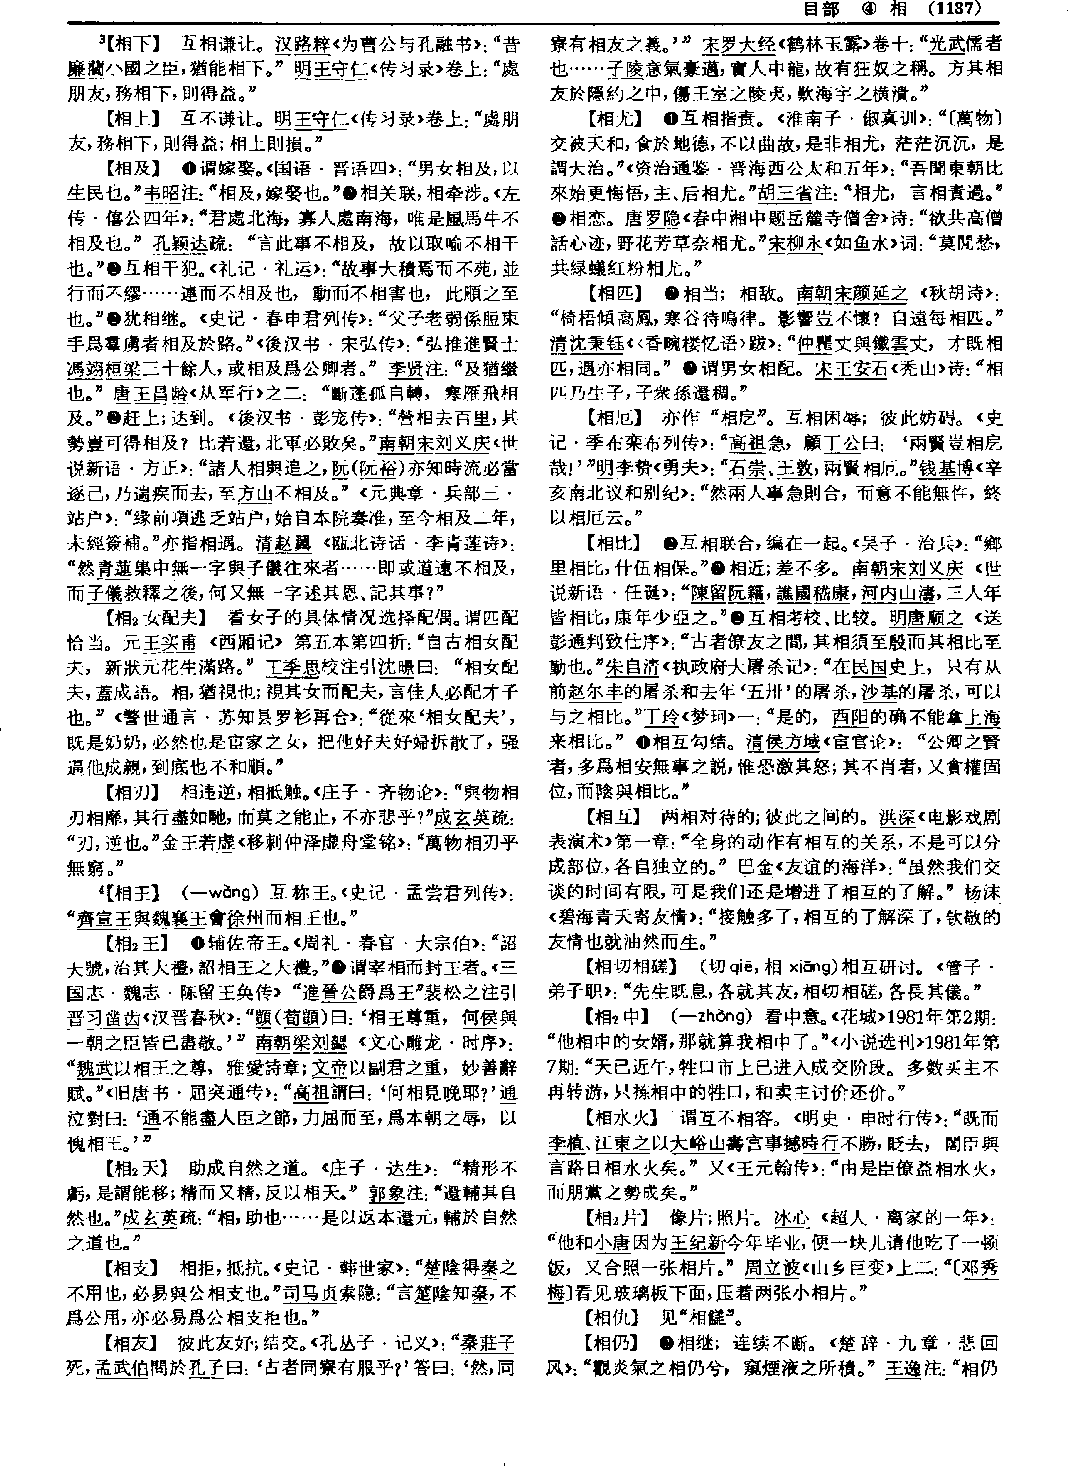 目部 ④ 相 (1137)
³【相下】 互相谦让。汉路粹《为曹公与孔融书》：“昔
廉藺小國之臣，猶能相下。” 明王守仁《传习录》卷上：“處
朋友，務相下，則得益。”
【相上】 互不谦让。明王守仁《传习录》卷上：“處朋
友，務相下，則得益；相上則損。”
【相及】 ❶谓嫁娶。《国语·晋语四》：“男女相及，以
生民也。”韦昭注：“相及，嫁娶也。”❷相关联，相牵涉。《左
传·僖公四年》：“君處北海，寡人處南海，唯是風馬牛不
相及也。” 孔颖达疏：“言此事不相及，故以取喻不相干
也。”❸互相干犯。《礼记·礼运》：“故事大積焉而不苑，並
行而不繆……連而不相及也，動而不相害也，此順之至
也。”❹犹相继。《史记·春申君列传》：“父子老弱係脰束
手爲羣虜者相及於路。”《後汉书·宋弘传》：“弘推進賢士
馮翊桓梁三十餘人，或相及爲公卿者。” 李贤注：“及猶繼
也。” 唐王昌龄《从军行》之二：“斷蓬孤自轉，寒雁飛相
及。”❺赶上；达到。《後汉书·彭宠传》：“營相去百里，其
勢豈可得相及？比若還，北軍必敗矣。”南朝宋刘义庆《世
说新语·方正》：“諸人相與追之，阮(阮裕)亦知時流必當
逐己，乃遄疾而去，至方山不相及。” 《元典章·兵部三·
站户》：“緣前項逃乏站户，始自本院奏准，至今相及二年，
未經簽補。”亦指相遇。清赵翼《瓯北诗话·李青莲诗》：
“然青蓮集中無一字與子儀往來者……即或道遠不相及，
而子儀救釋之後，何又無一字述其恩、記其事？”
【相₂女配夫】 看女子的具体情况选择配偶。谓匹配
恰当。元王实甫《西厢记》第五本第四折：“自古相女配
夫，新狀元花生滿路。” 王季思校注引沈璟曰：“相女配
夫，蓋成語。相，猶視也；視其女而配夫，言佳人必配才子
也。” 《警世通言·苏知县罗衫再合》：“從來‘相女配夫’，
既是奶奶，必然也是宦家之女，把他好夫好婦拆散了，强
逼他成親，到底也不和順。”
【相刃】 相违逆，相抵触。《庄子·齐物论》：“與物相
刃相靡，其行盡如馳，而莫之能止，不亦悲乎？”成玄英疏：
“刃，逆也。”金王若虚《移刺仲泽虚舟堂铭》：“萬物相刃乎
無窮。”
⁴【相王】 (—wàng) 互称王。《史记·孟尝君列传》：
“齊宣王與魏襄王會徐州而相王也。”
【相₂王】 ❶辅佐帝王。《周礼·春官·大宗伯》：“詔
大號，治其大禮，詔相王之大禮。”❷谓宰相而封王者。《三
国志·魏志·陈留王奂传》“進晉公爵爲王”裴松之注引
晋习凿齿《汉晋春秋》：“顗(荀顗)曰：‘相王尊重，何侯與
一朝之臣皆已盡敬。’” 南朝梁刘勰《文心雕龙·时序》：
“魏武以相王之尊，雅愛詩章；文帝以副君之重，妙善辭
賦。”《旧唐书·屈突通传》：“高祖謂曰：‘何相見晚耶？’通
泣對曰：‘通不能盡人臣之節，力屈而至，爲本朝之辱，以
愧相王。’”
【相₂天】 助成自然之道。《庄子·达生》：“精形不
虧，是謂能移；精而又精，反以相天。” 郭象注：“還輔其自
然也。”成玄英疏：“相，助也……是以返本還元，輔於自然
之道也。”
【相支】 相拒，抵抗。《史记·韩世家》：“楚陰得秦之
不用也，必易與公相支也。”司马贞索隐：“言楚陰知秦，不
爲公用，亦必易爲公相支拒也。”
【相友】 彼此友好；结交。《孔丛子·记义》：“秦莊子
死，孟武伯問於孔子曰：‘古者同寮有服乎？’答曰：‘然，同
寮有相友之義。’” 宋罗大经《鹤林玉露》卷十：“光武儒者
也……子陵意氣豪邁，實人中龍，故有狂奴之稱。方其相
友於隱約之中，傷王室之陵夷，歎海宇之橫潰。”
【相尤】 ❶互相指责。《淮南子·俶真训》：“〔萬物〕
交被天和，食於地德，不以曲故，是非相尤，茫茫沉沉，是
謂大治。”《资治通鉴·晋海西公太和五年》：“吾聞東朝比
來始更悔悟，主、后相尤。”胡三省注：“相尤，言相責過。”
❷相恋。唐罗隐《春中湘中题岳麓寺僧舍》诗：“欲共高僧
話心迹，野花芳草奈相尤。”宋柳永《如鱼水》词：“莫閒愁，
共綠蟻紅粉相尤。”
【相匹】 ❶相当；相敌。南朝宋颜延之《秋胡诗》：
“椅梧傾高鳳，寒谷待鳴律。影響豈不懷？自遠每相匹。”
清沈秉钰《〈香畹楼忆语〉跋》：“仲瞿丈與鐵雲丈，才既相
匹，遇亦相同。” ❷谓男女相配。宋王安石《秃山》诗：“相
匹乃生子，子衆孫還稠。”
【相厄】 亦作“相戹”。互相困辱；彼此妨碍。《史
记·季布栾布列传》：“高祖急，顧丁公曰：‘兩賢豈相戹
哉！’”明李贽《勇夫》：“石崇、王敦，兩賢相厄。”钱基博《辛
亥南北议和别纪》：“然兩人事急則合，而意不能無忤，終
以相厄云。”
【相比】 ❶互相联合，编在一起。《吴子·治兵》：“鄉
里相比，什伍相保。”❷相近；差不多。南朝宋刘义庆《世
说新语·任诞》：“陳留阮籍，譙國嵇康，河内山濤，三人年
皆相比，康年少亞之。”❸互相考校、比较。明唐顺之《送
彭通判致仕序》：“古者僚友之間，其相須至殷而其相比至
勤也。”朱自清《执政府大屠杀记》：“在民国史上，只有从
前赵尔丰的屠杀和去年‘五卅’的屠杀，沙基的屠杀，可以
与之相比。”丁玲《梦珂》一：“是的，酉阳的确不能拿上海
来相比。” ❹相互勾结。清侯方域《宦官论》：“公卿之賢
者，多爲相安無事之説，惟恐激其怒；其不肖者，又貪權固
位，而陰與相比。”
【相互】 两相对待的；彼此之间的。洪深《电影戏剧
表演术》第一章：“全身的动作有相互的关系，不是可以分
成部位，各自独立的。” 巴金《友谊的海洋》：“虽然我们交
谈的时间有限，可是我们还是增进了相互的了解。” 杨沫
《碧海青天寄友情》：“接触多了，相互的了解深了，钦敬的
友情也就油然而生。”
【相切相磋】 (切qiē，相 xiāng)相互研讨。《管子·
弟子职》：“先生既息，各就其友，相切相磋，各長其儀。”
【相₂中】 (—zhòng) 看中意。《花城》1981年第2期：
“他相中的女婿，那就算我相中了。”《小说选刊》1981年第
7期：“天已近午，牲口市上已进入成交阶段。多数买主不
再转游，只拣相中的牲口，和卖主讨价还价。”
【相水火】 谓互不相容。《明史·申时行传》：“既而
李植、江東之以大峪山壽宫事撼時行不勝，貶去，閣臣與
言路日相水火矣。” 又《王元翰传》：“由是臣僚益相水火，
而朋黨之勢成矣。”
【相₂片】 像片；照片。冰心《超人·离家的一年》：
“他和小唐因为王纪新今年毕业，便一块儿请他吃了一顿
饭，又合照一张相片。” 周立波《山乡巨变》上二：“〔邓秀
梅〕看见玻璃板下面，压着两张小相片。”
【相仇】 见“相讎”。
【相仍】 ❶相继；连续不断。《楚辞·九章·悲回
风》：“觀炎氣之相仍兮，窺煙液之所積。” 王逸注：“相仍